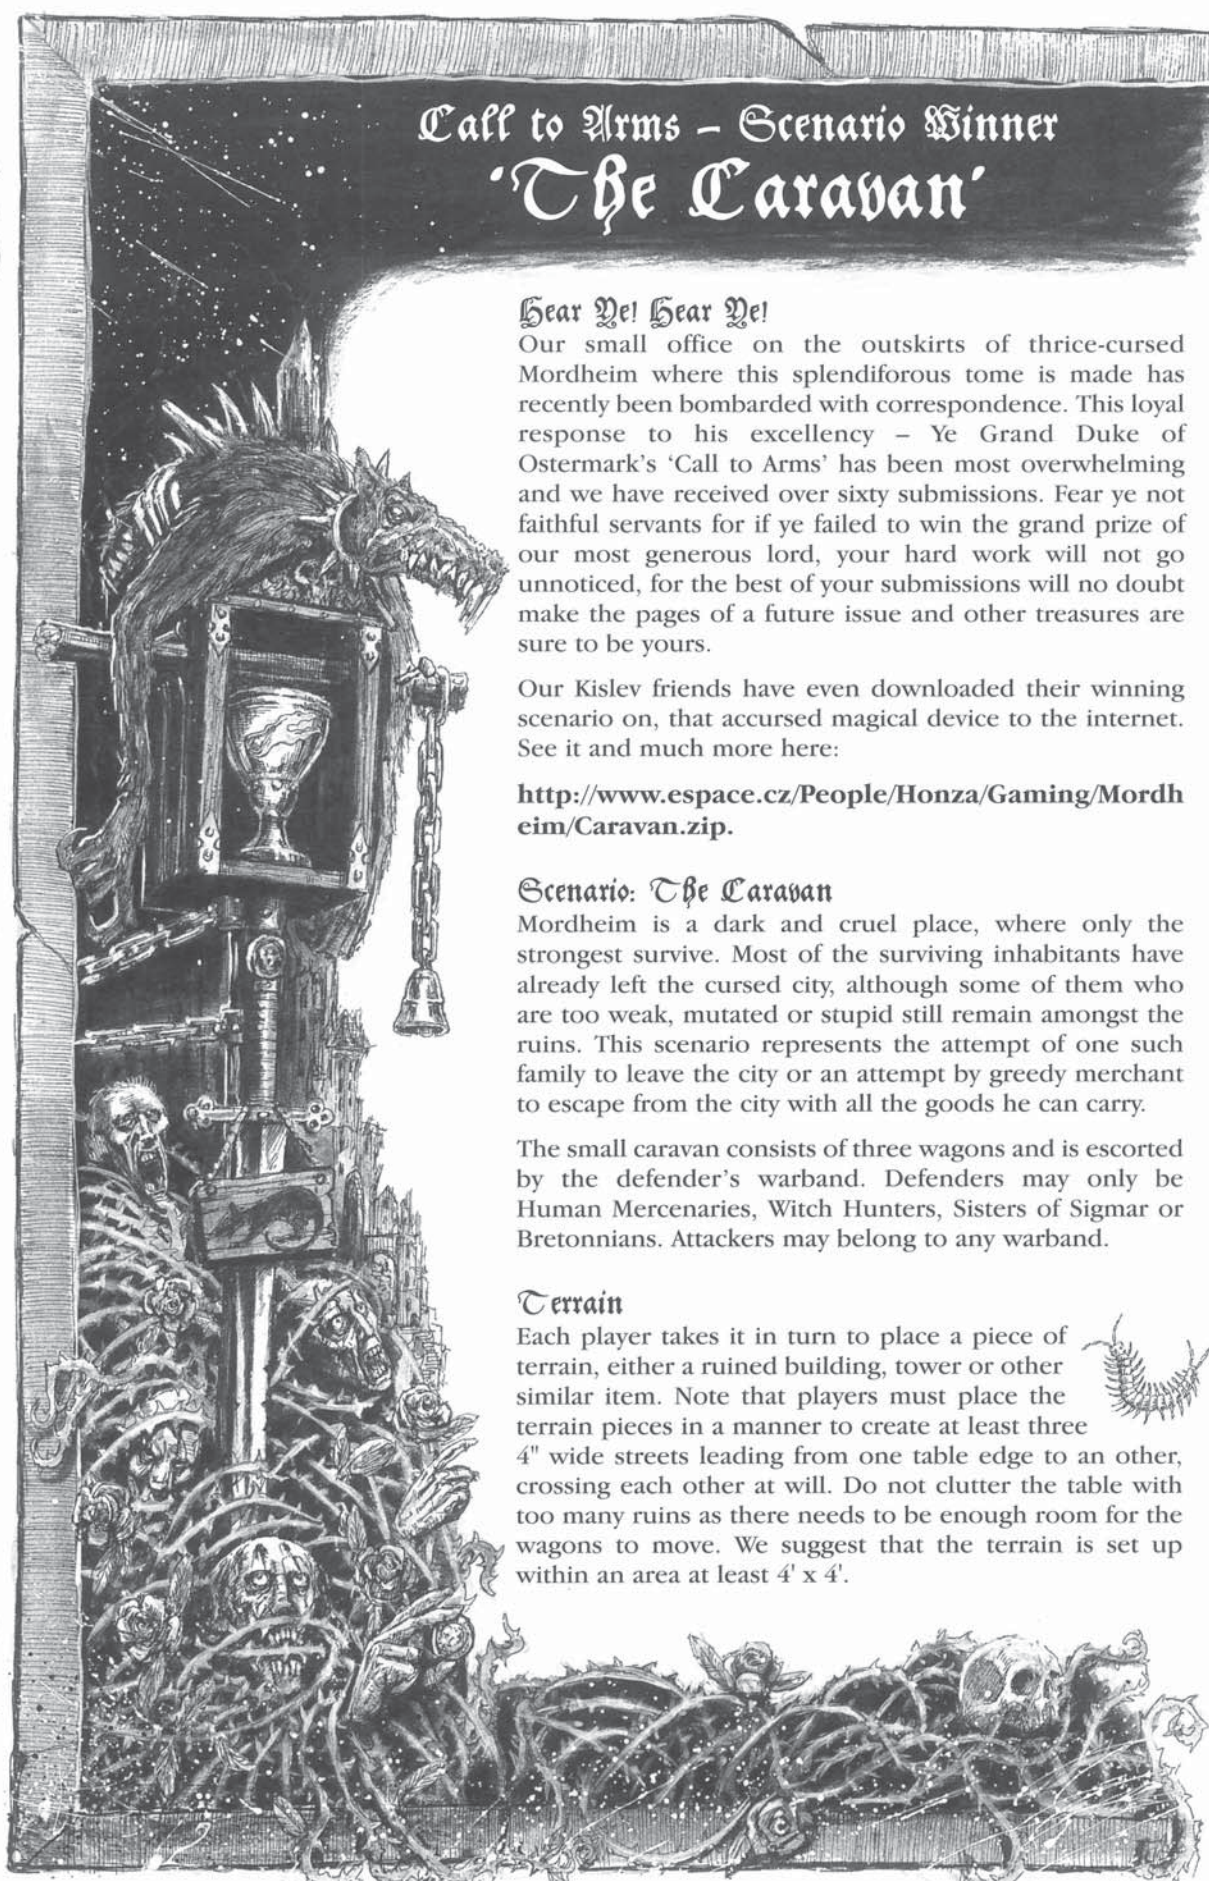 Call to Arms – Scenario Winner
'The Caravan'
Hear Ye! Hear Ye!
Our small office on the outskirts of thrice-cursed
Mordheim where this splendiforous tome is made has
recently been bombarded with correspondence. This loyal
response to his excellency – Ye Grand Duke of
Ostermark's 'Call to Arms' has been most overwhelming
and we have received over sixty submissions. Fear ye not
faithful servants for if ye failed to win the grand prize of
our most generous lord, your hard work will not go
unnoticed, for the best of your submissions will no doubt
make the pages of a future issue and other treasures are
sure to be yours.
Our Kislev friends have even downloaded their winning
scenario on, that accursed magical device to the internet.
See it and much more here:
http://www.espace.cz/People/Honza/Gaming/Mordh
eim/Caravan.zip.
Scenario: The Caravan
Mordheim is a dark and cruel place, where only the
strongest survive. Most of the surviving inhabitants have
already left the cursed city, although some of them who
are too weak, mutated or stupid still remain amongst the
ruins. This scenario represents the attempt of one such
family to leave the city or an attempt by greedy merchant
to escape from the city with all the goods he can carry.
The small caravan consists of three wagons and is escorted
by the defender's warband. Defenders may only be
Human Mercenaries, Witch Hunters, Sisters of Sigmar or
Bretonnians. Attackers may belong to any warband.
Terrain
Each player takes it in turn to place a piece of
terrain, either a ruined building, tower or other
similar item. Note that players must place the
terrain pieces in a manner to create at least three
4" wide streets leading from one table edge to an other,
crossing each other at will. Do not clutter the table with
too many ruins as there needs to be enough room for the
wagons to move. We suggest that the terrain is set up
within an area at least 4' x 4'.